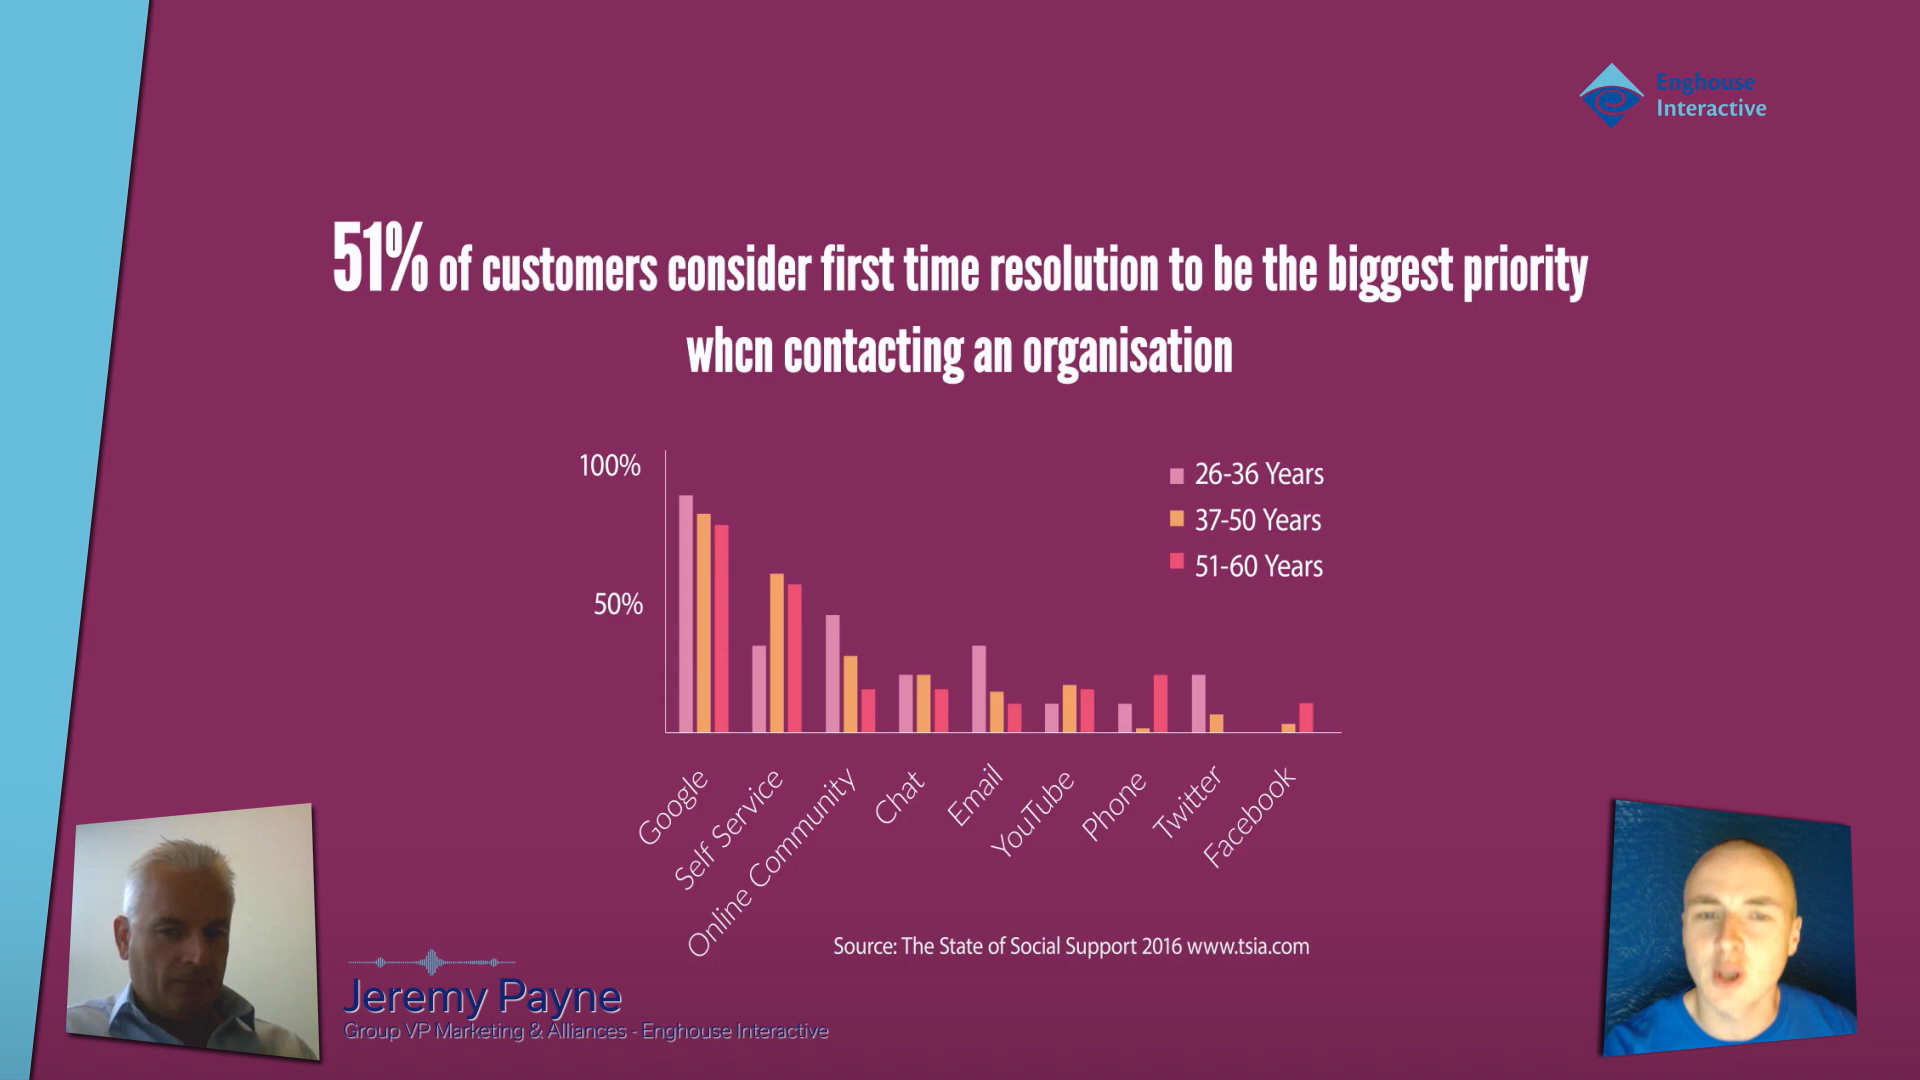 Enghouse
Interactive
51% of customers consider first time resolution to be the biggest priority
when contacting an organisation
100%
50%
26-36 Years
37-50 Years
51-60 Years
Google
Self Service
Online Community
Chat
Email
YouTube
Phone
Twitter
Facebook
Source: The State of Social Support 2016 www.tsia.com
Jeremy Payne
Group VP Marketing & Alliances - Enghouse Interactive